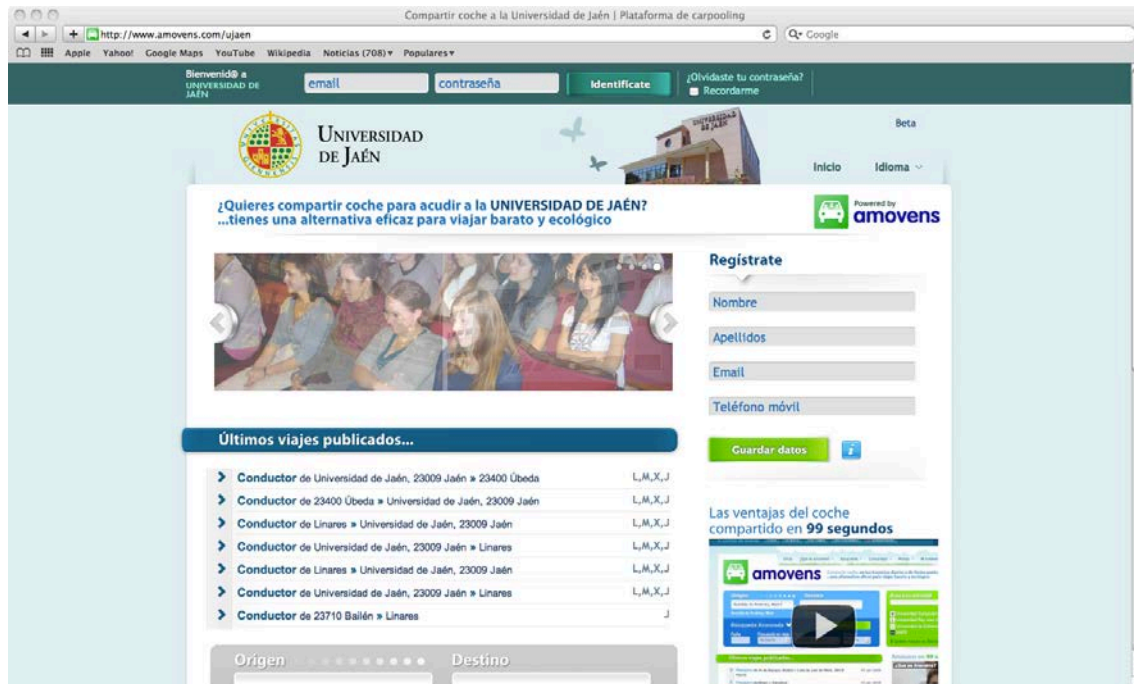 Compartir coche a la Universidad de Jaén | Plataforma de carpooling
http://www.amovens.com/ujaen
Google
Apple Yahoo! Google Maps YouTube Wikipedia Noticias (708) Populares
Bienvenid@ a
UNIVERSIDAD DE
JAÉN
email
contraseña
Identifícate
¿Olvidaste tu contraseña?
Recordarme
UNIVERSIDAD
DE JAÉN
UNIVERSIDAD
DE JAÉN
Beta
Inicio
Idioma
¿Quieres compartir coche para acudir a la UNIVERSIDAD DE JAÉN?
...tienes una alternativa eficaz para viajar barato y ecológico
Powered by
amovens
Regístrate
Nombre
Apellidos
Email
Teléfono móvil
Guardar datos
i
Últimos viajes publicados...
Conductor de Universidad de Jaén, 23009 Jaén » 23400 Úbeda L,M,X,J
Conductor de 23400 Úbeda » Universidad de Jaén, 23009 Jaén L,M,X,J
Conductor de Linares » Universidad de Jaén, 23009 Jaén L,M,X,J
Conductor de Universidad de Jaén, 23009 Jaén » Linares L,M,X,J
Conductor de Linares » Universidad de Jaén, 23009 Jaén L,M,X,J
Conductor de Universidad de Jaén, 23009 Jaén » Linares L,M,X,J
Conductor de 23710 Bailén » Linares J
Las ventajas del coche
compartido en 99 segundos
amovens
Origen
Destino